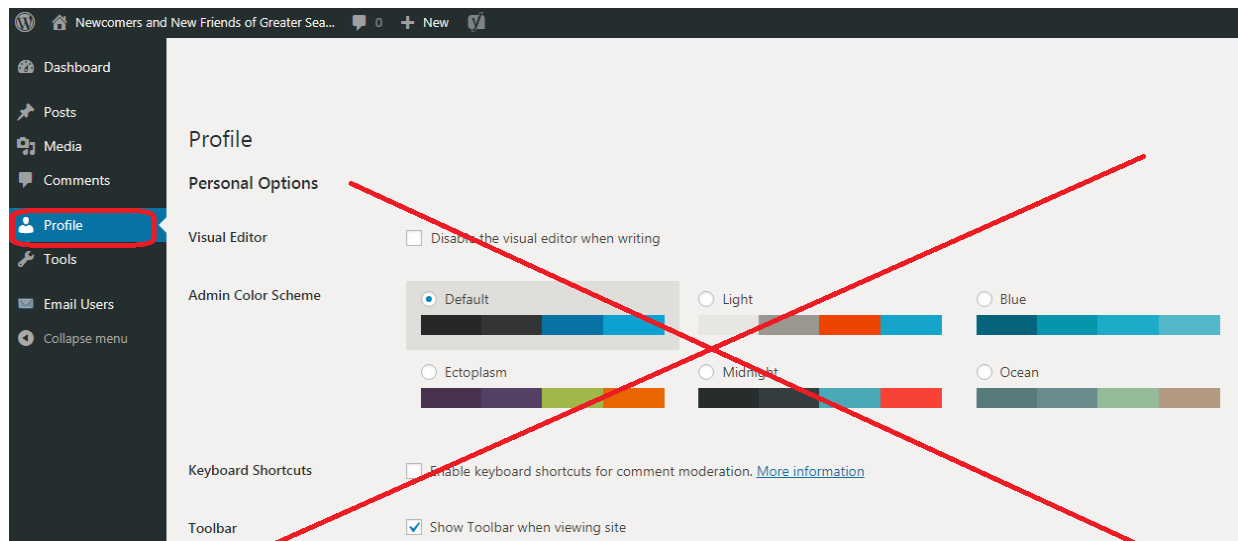 Newcomers and New Friends of Greater Sea... 0 + New
Dashboard
Posts
Media
Comments
Profile
Tools
Email Users
Collapse menu
Profile
Personal Options
Visual Editor Disable the visual editor when writing
Admin Color Scheme Default Light Blue
Ectoplasm Midnight Ocean
Keyboard Shortcuts Enable keyboard shortcuts for comment moderation. More information
Toolbar Show Toolbar when viewing site